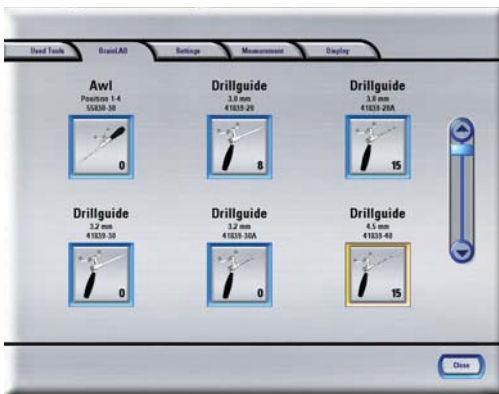 Used Tools
BrainLAB
Settings
Measurement
Display
Awl
Position 1-4
55830-30
0
Drillguide
3.0 mm
41839-20
8
Drillguide
3.0 mm
41839-20A
15
Drillguide
3.2 mm
41839-30
0
Drillguide
3.2 mm
41839-30A
0
Drillguide
4.5 mm
41839-40
15
Close